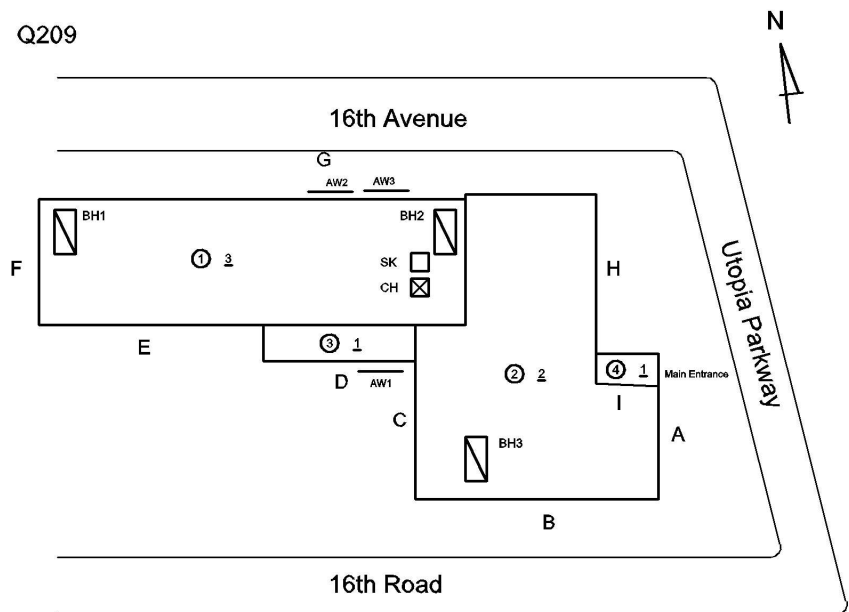 Q209
N
16th Avenue
G
AW2
AW3
BH1
BH2
F
1 3
SK
CH
H
Utopia Parkway
E
3 1
D
AW1
C
2 2
4 1
Main Entrance
I
A
BH3
B
16th Road